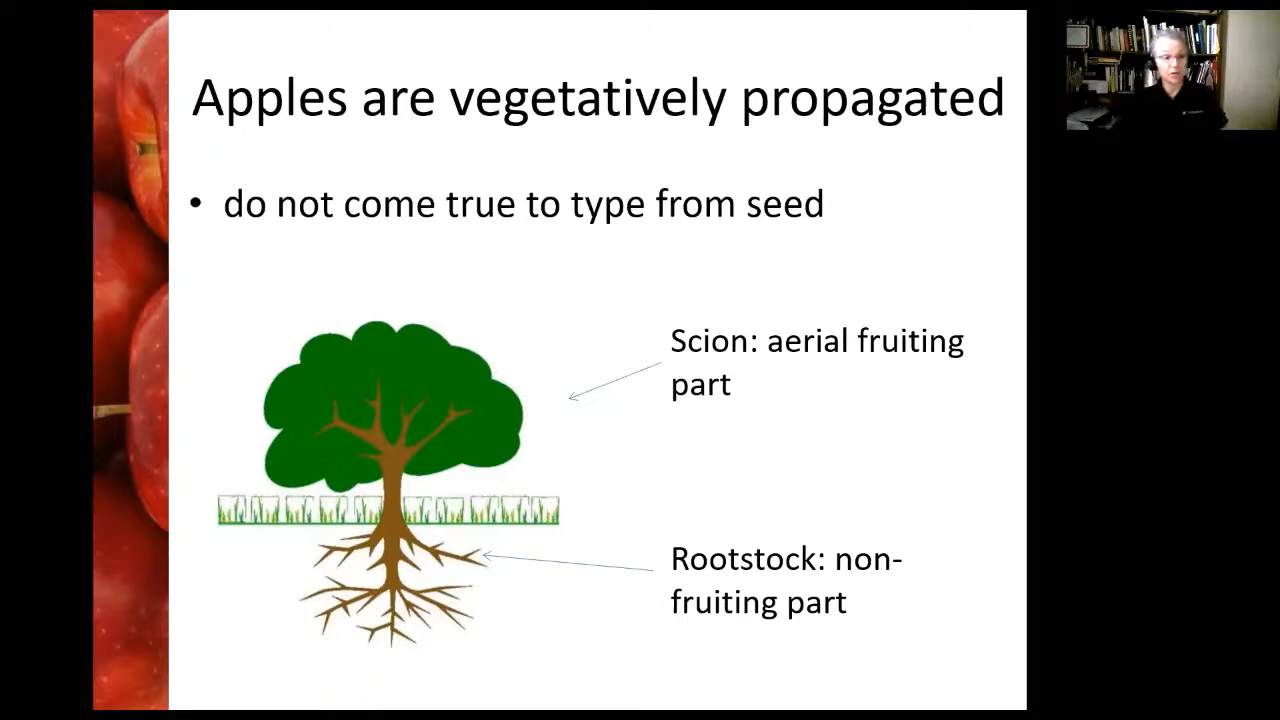 Apples are vegetatively propagated
• do not come true to type from seed
Scion: aerial fruiting
part
Rootstock: non-
fruiting part